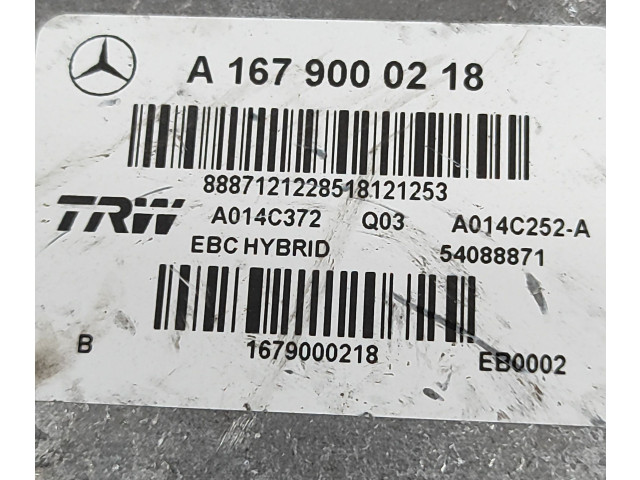 A 167 900 02 18
8887121228518121253
TRW A014C372 Q03 A014C252-A
EBC HYBRID 54088871
B 1679000218 EB0002